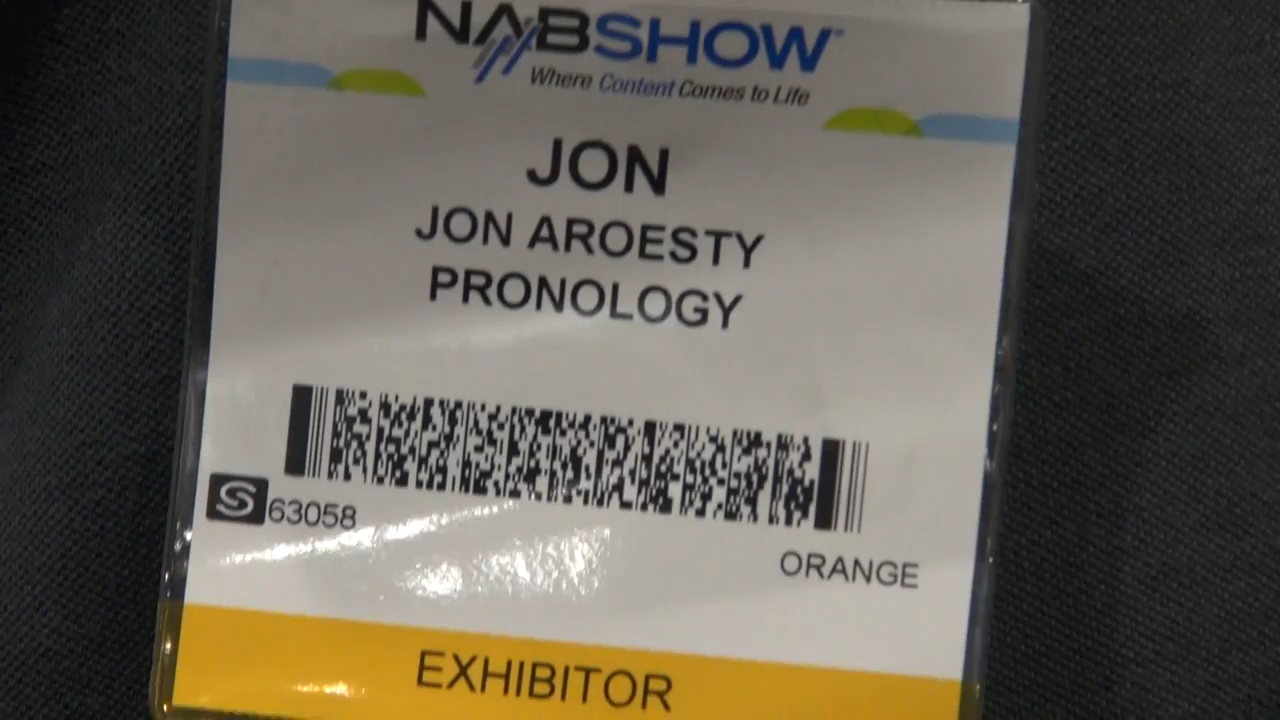 NABSHOW
Where Content Comes to Life
JON
JON AROESTY
PRONOLOGY
S 63058
ORANGE
EXHIBITOR